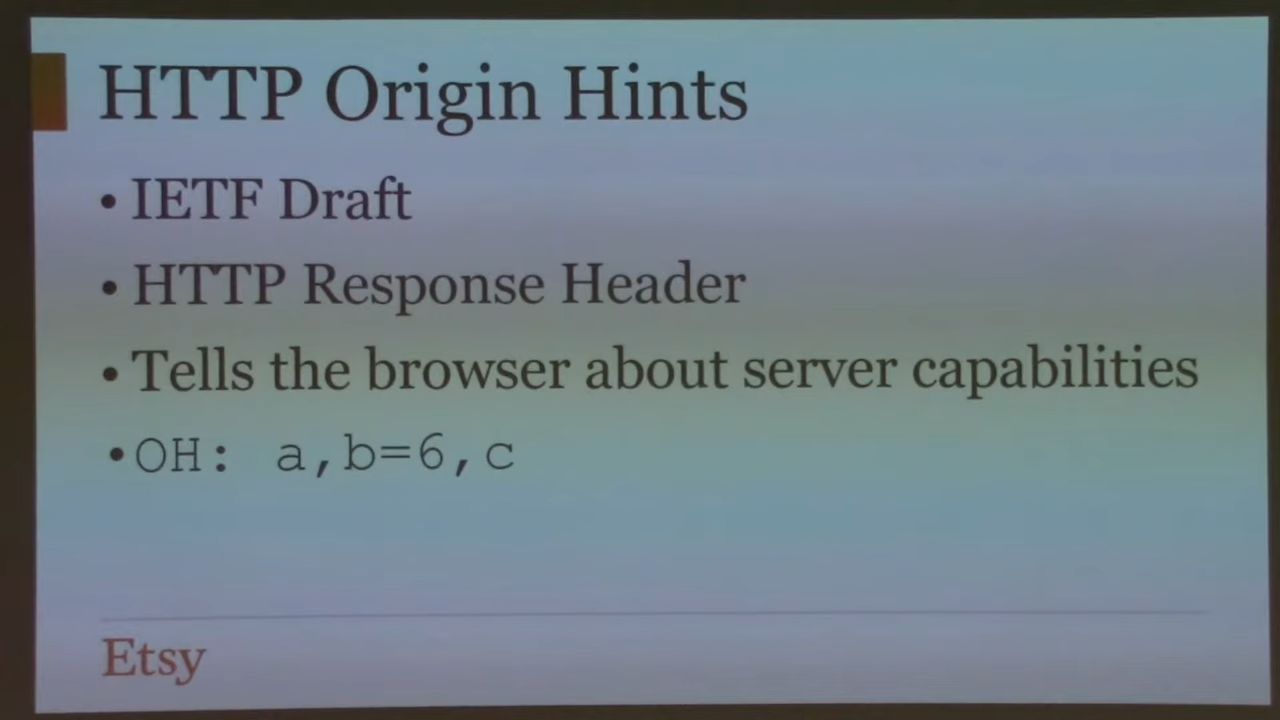 HTTP Origin Hints
• IETF Draft
• HTTP Response Header
• Tells the browser about server capabilities
• OH: a,b=6,c
Etsy